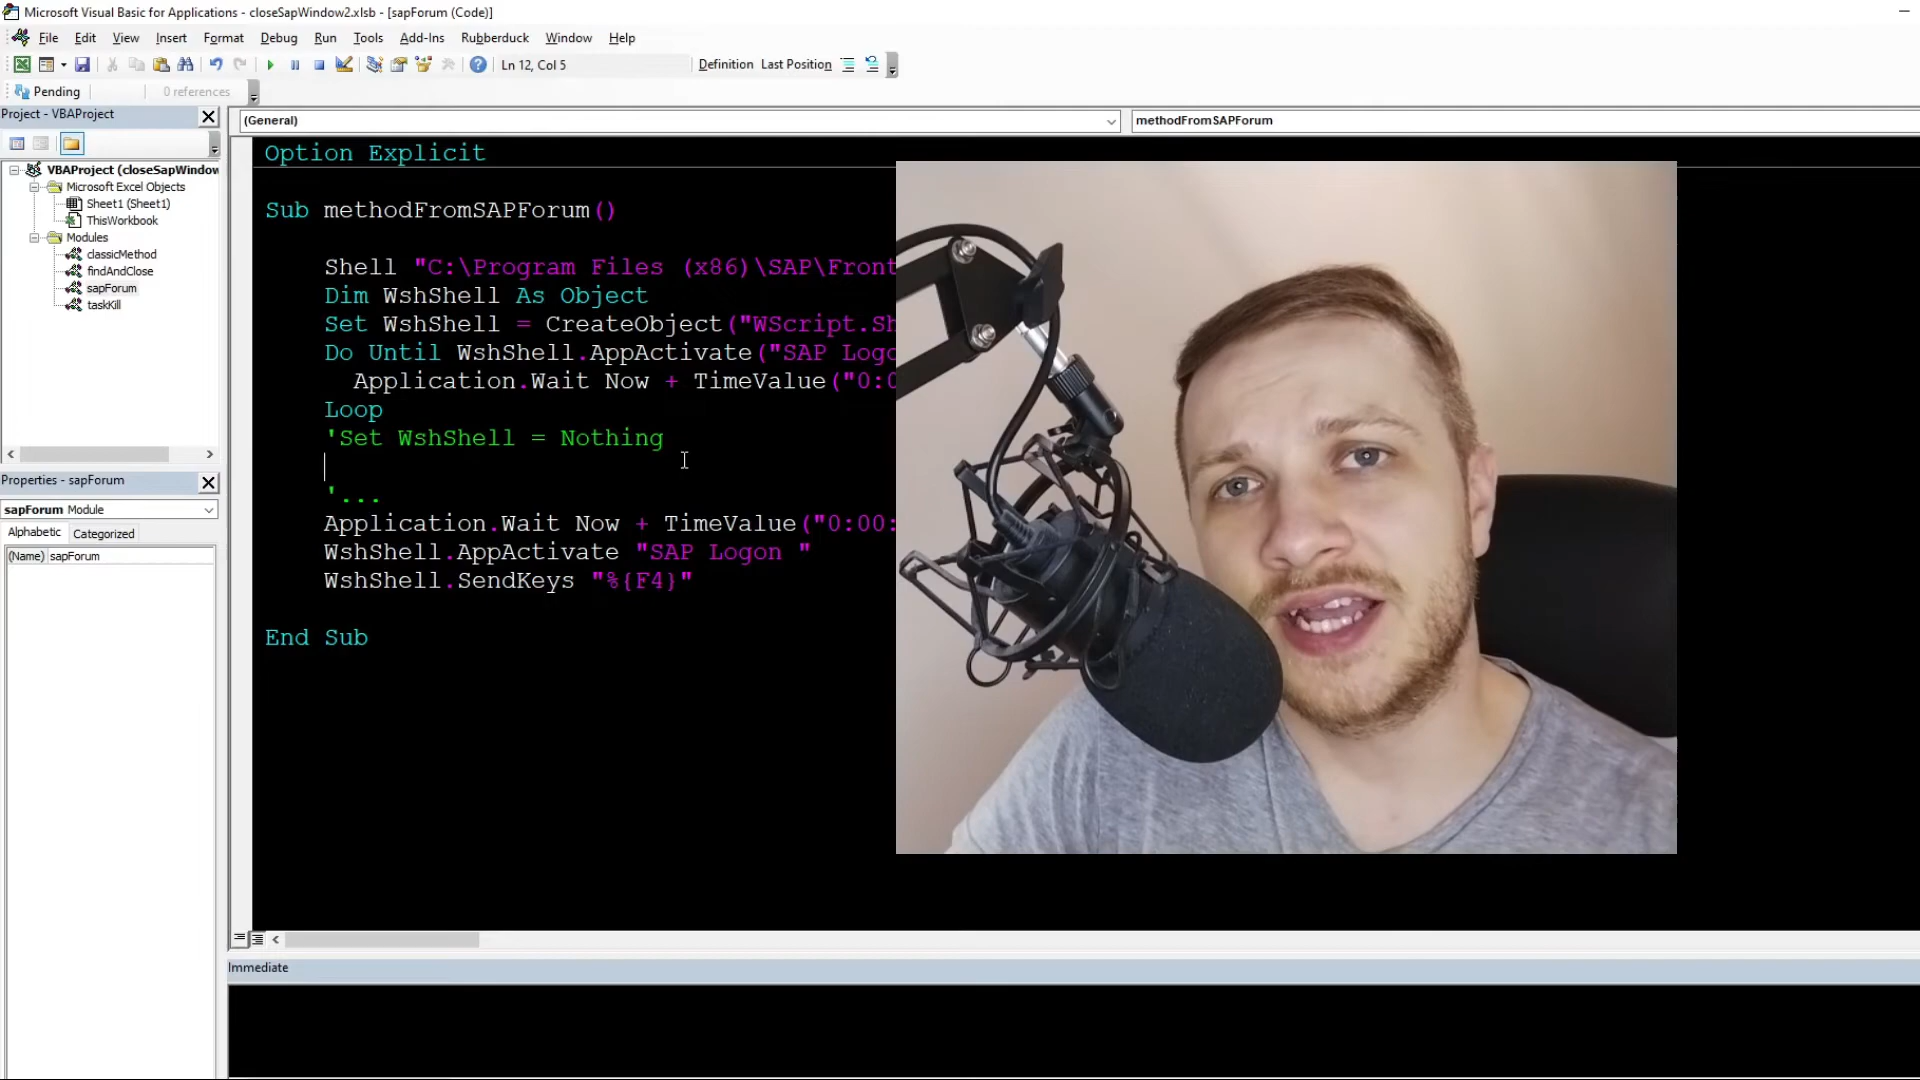 Microsoft Visual Basic for Applications - closeSapWindow2.xlsb - [sapForum (Code)]
File Edit View Insert Format Debug Run Tools Add-Ins Rubberduck Window Help
Ln 12, Col 5 Definition Last Position
Pending 0 references
Project - VBAProject
(General) methodFromSAPForum
VBAProject (closeSapWindow
Microsoft Excel Objects
Sheet1 (Sheet1)
ThisWorkbook
Modules
classicMethod
findAndClose
sapForum
taskKill
Properties - sapForum
sapForum Module
Alphabetic Categorized
(Name) sapForum
Option Explicit
Sub methodFromSAPForum()
Shell "C:\Program Files (x86)\SAP\Front
Dim WshShell As Object
Set WshShell = CreateObject("WScript.Sh
Do Until WshShell.AppActivate("SAP Logo
Application.Wait Now + TimeValue("0:0
Loop
'Set WshShell = Nothing
'...
Application.Wait Now + TimeValue("0:00:
WshShell.AppActivate "SAP Logon "
WshShell.SendKeys "%{F4}"
End Sub
Immediate